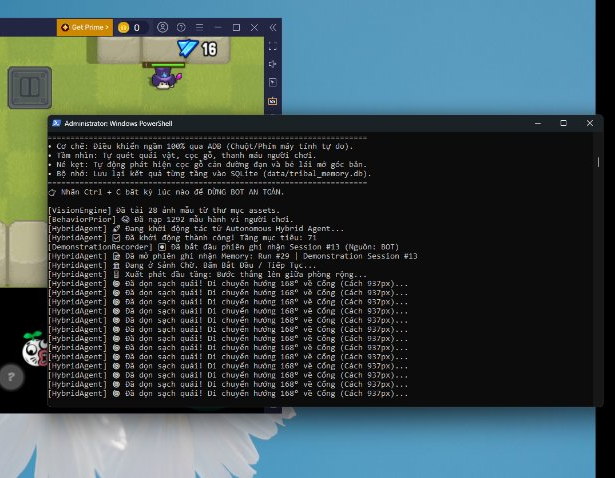 Get Prime >
0
16
Administrator: Windows PowerShell
• Cơ chế: Điều khiển ngầm 100% qua ADB (Chuột/Phím máy tính tự do).
• Tầm nhìn: Tự quét quái vật, cọc gỗ, thanh máu người chơi.
• Né kẹt: Tự động phát hiện cọc gỗ cản đường đạn và bẻ lái mở góc bắn.
• Bộ nhớ: Lưu lại kết quả từng tầng vào SQLite (data/tribal_memory.db).
Nhấn Ctrl + C bất kỳ lúc nào để DỪNG BOT AN TOÀN.
[VisionEngine] Đã tải 28 ảnh mẫu từ thư mục assets.
[BehaviorPrior] Đã nạp 1292 mẫu hành vi người chơi.
[HybridAgent] Đang khởi động tác tử Autonomous Hybrid Agent...
[HybridAgent] Đã khởi động thành công! Tầng mục tiêu: 71
[DemonstrationRecorder] Đã bắt đầu phiên ghi nhận Session #13 (Nguồn: BOT)
[HybridAgent] Đã mở phiên ghi nhận Memory: Run #29 | Demonstration Session #13
[HybridAgent] Đang ở Sảnh Chờ. Bấm Bắt Đầu / Tiếp Tục...
[HybridAgent] Xuất phát đầu tầng: Bước thẳng lên giữa phòng rộng...
[HybridAgent] Đã dọn sạch quái! Di chuyển hướng 168° về Cổng (Cách 937px)...
[HybridAgent] Đã dọn sạch quái! Di chuyển hướng 168° về Cổng (Cách 937px)...
[HybridAgent] Đã dọn sạch quái! Di chuyển hướng 168° về Cổng (Cách 937px)...
[HybridAgent] Đã dọn sạch quái! Di chuyển hướng 168° về Cổng (Cách 937px)...
[HybridAgent] Đã dọn sạch quái! Di chuyển hướng 168° về Cổng (Cách 937px)...
[HybridAgent] Đã dọn sạch quái! Di chuyển hướng 168° về Cổng (Cách 937px)...
[HybridAgent] Đã dọn sạch quái! Di chuyển hướng 168° về Cổng (Cách 937px)...
[HybridAgent] Đã dọn sạch quái! Di chuyển hướng 168° về Cổng (Cách 937px)...
[HybridAgent] Đã dọn sạch quái! Di chuyển hướng 168° về Cổng (Cách 937px)...
[HybridAgent] Đã dọn sạch quái! Di chuyển hướng 168° về Cổng (Cách 937px)...
[HybridAgent] Đã dọn sạch quái! Di chuyển hướng 168° về Cổng (Cách 937px)...
[HybridAgent] Đã dọn sạch quái! Di chuyển hướng 168° về Cổng (Cách 937px)...
[HybridAgent] Đã dọn sạch quái! Di chuyển hướng 168° về Cổng (Cách 937px)...
?